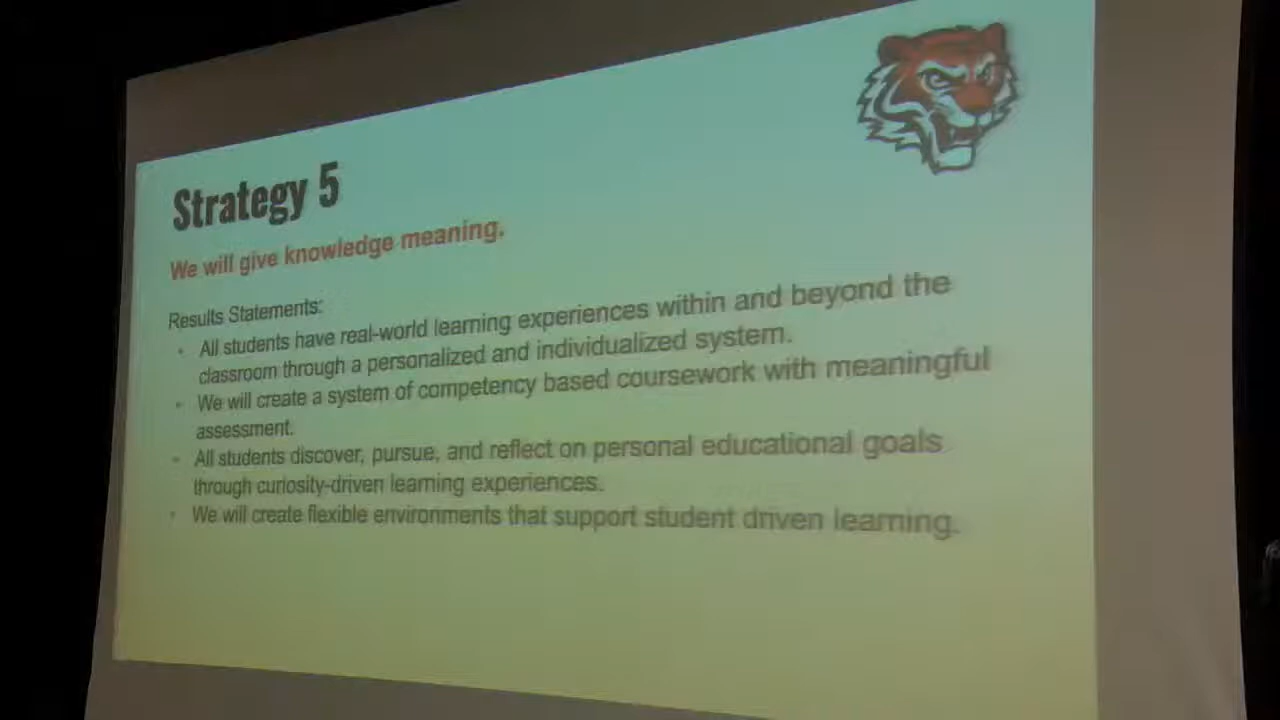 Strategy 5
We will give knowledge meaning.
Results Statements:
• All students have real-world learning experiences within and beyond the
classroom through a personalized and individualized system.
• We will create a system of competency based coursework with meaningful
assessment.
• All students discover, pursue, and reflect on personal educational goals
through curiosity-driven learning experiences.
• We will create flexible environments that support student driven learning.